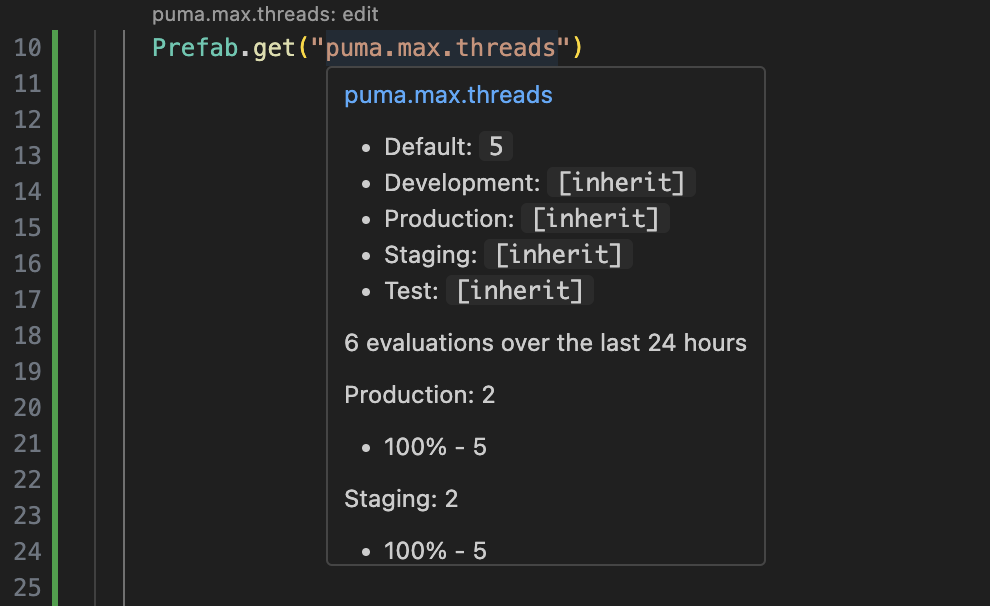 puma.max.threads: edit
10 Prefab.get("puma.max.threads")
11
puma.max.threads
12
• Default: 5
13
• Development: [inherit]
14
• Production: [inherit]
15
• Staging: [inherit]
16
• Test: [inherit]
17
18
6 evaluations over the last 24 hours
19
Production: 2
20
21
• 100% - 5
22
Staging: 2
23
24
• 100% - 5
25